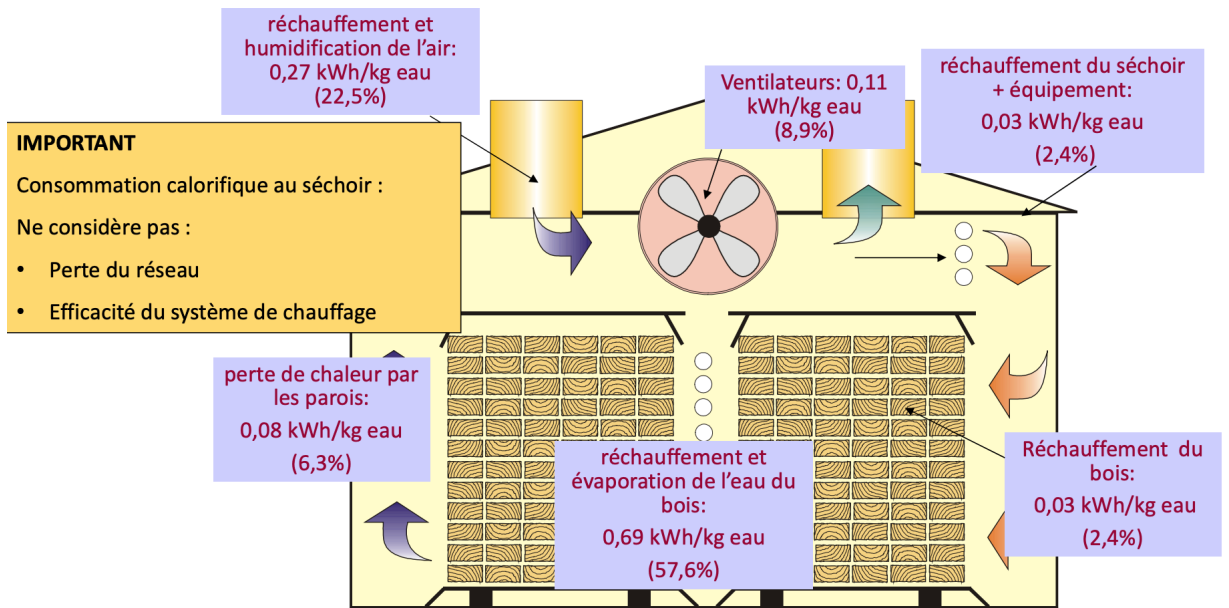 réchauffement et
humidification de l’air:
0,27 kWh/kg eau
(22,5%)
Ventilateurs: 0,11
kWh/kg eau
(8,9%)
réchauffement du séchoir
+ équipement:
0,03 kWh/kg eau
(2,4%)
IMPORTANT
Consommation calorifique au séchoir :
Ne considère pas :
• Perte du réseau
• Efficacité du système de chauffage
perte de chaleur par
les parois:
0,08 kWh/kg eau
(6,3%)
réchauffement et
évaporation de l’eau du
bois:
0,69 kWh/kg eau
(57,6%)
Réchauffement du
bois:
0,03 kWh/kg eau
(2,4%)